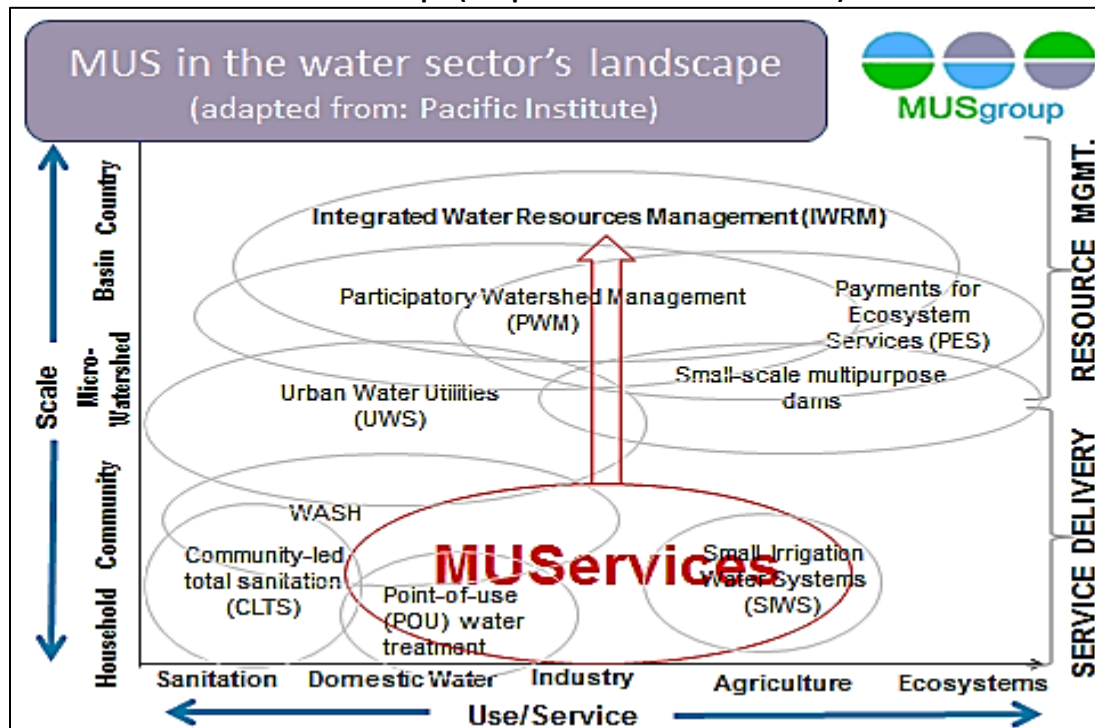 MUS in the water sector's landscape
(adapted from: Pacific Institute)
MUSgroup
Scale
Country
Basin
Micro-
Watershed
Community
Household
Integrated Water Resources Management (IWRM)
Participatory Watershed Management
(PWM)
Payments for
Ecosystem
Services (PES)
Small-scale multipurpose
dams
Urban Water Utilities
(UWS)
WASH
Community-led
total sanitation
(CLTS)
MUServices
Point-of-use
(POU) water
treatment
Small Irrigation
Water Systems
(SIWS)
RESOURCE MGMT.
SERVICE DELIVERY
Sanitation
Domestic Water
Industry
Agriculture
Ecosystems
Use/Service